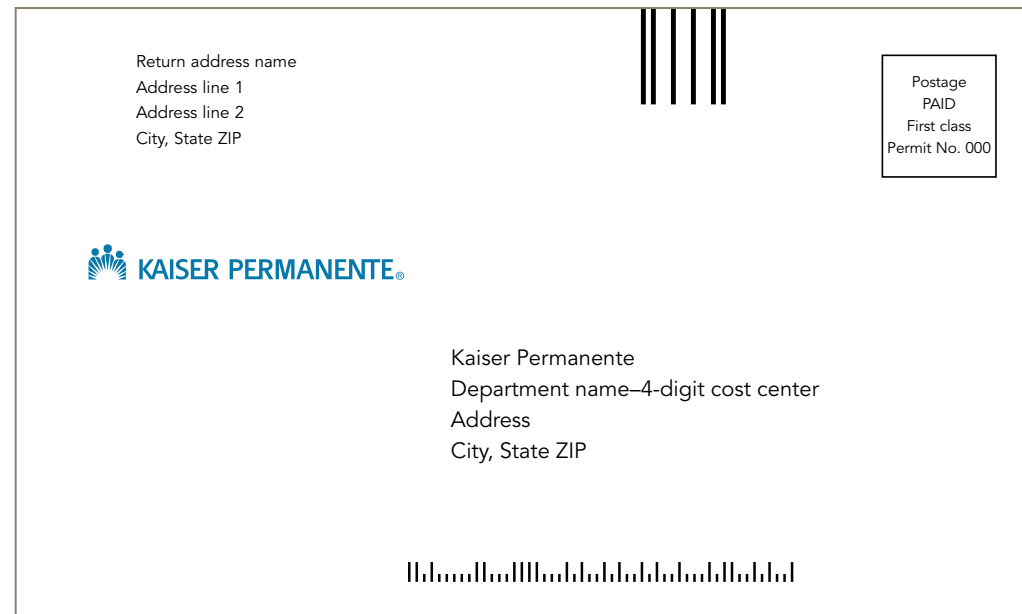 Return address name
Address line 1
Address line 2
City, State ZIP
Postage
PAID
First class
Permit No. 000
KAISER PERMANENTE®
Kaiser Permanente
Department name–4-digit cost center
Address
City, State ZIP